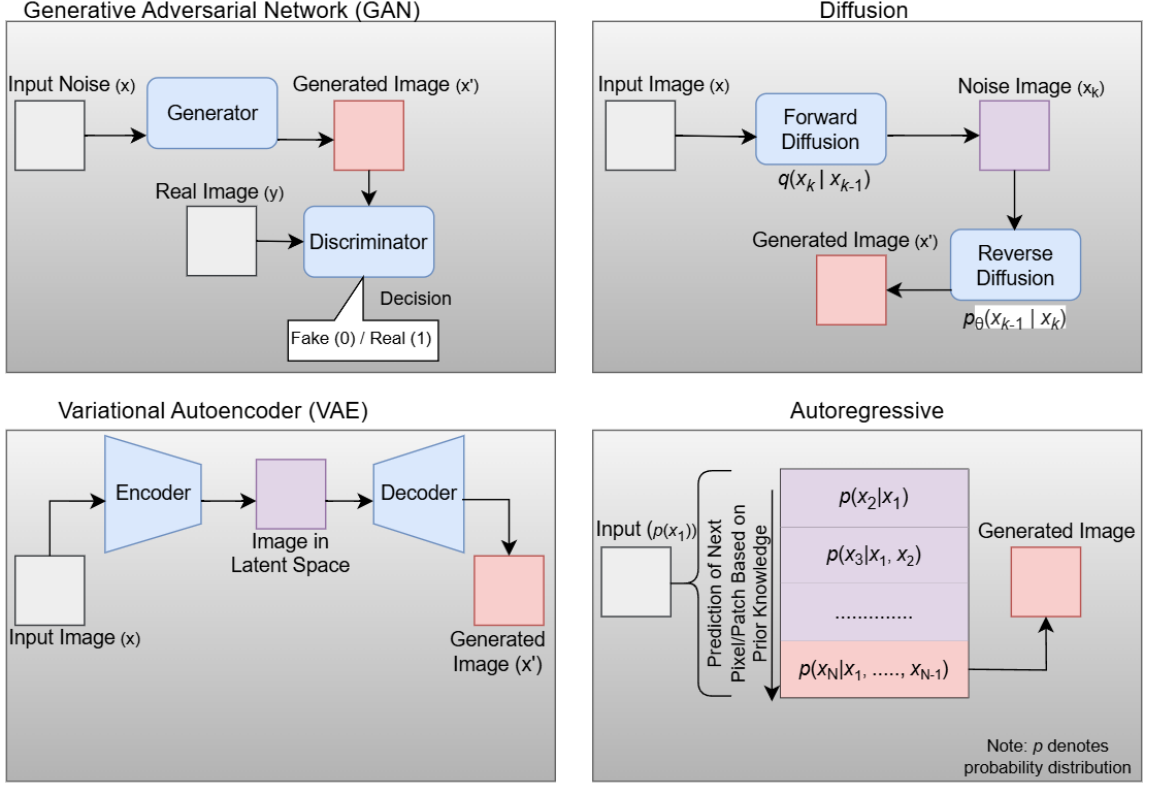 Generative Adversarial Network (GAN)
Input Noise (x)
Generator
Generated Image (x')
Real Image (y)
Discriminator
Decision
Fake (0) / Real (1)
Diffusion
Input Image (x)
Forward
Diffusion
q(xₖ | xₖ₋₁)
Noise Image (xₖ)
Generated Image (x')
Reverse
Diffusion
p_θ(xₖ₋₁ | xₖ)
Variational Autoencoder (VAE)
Encoder
Decoder
Image in
Latent Space
Input Image (x)
Generated
Image (x')
Autoregressive
Input (p(x₁))
Prediction of Next
Pixel/Patch Based on
Prior Knowledge
p(x₂|x₁)
p(x₃|x₁, x₂)
..............
p(x_N|x₁, ....., x_N-1)
Generated Image
Note: p denotes
probability distribution